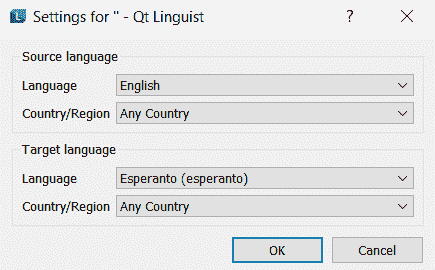 Settings for '' - Qt Linguist
Source language
Language English
Country/Region Any Country
Target language
Language Esperanto (esperanto)
Country/Region Any Country
OK Cancel